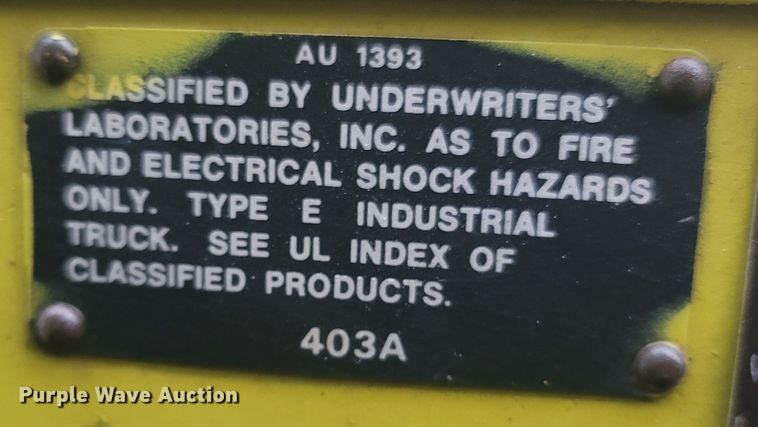 AU 1393
CLASSIFIED BY UNDERWRITERS'
LABORATORIES, INC. AS TO FIRE
AND ELECTRICAL SHOCK HAZARDS
ONLY. TYPE E INDUSTRIAL
TRUCK. SEE UL INDEX OF
CLASSIFIED PRODUCTS.
403A
Purple Wave Auction